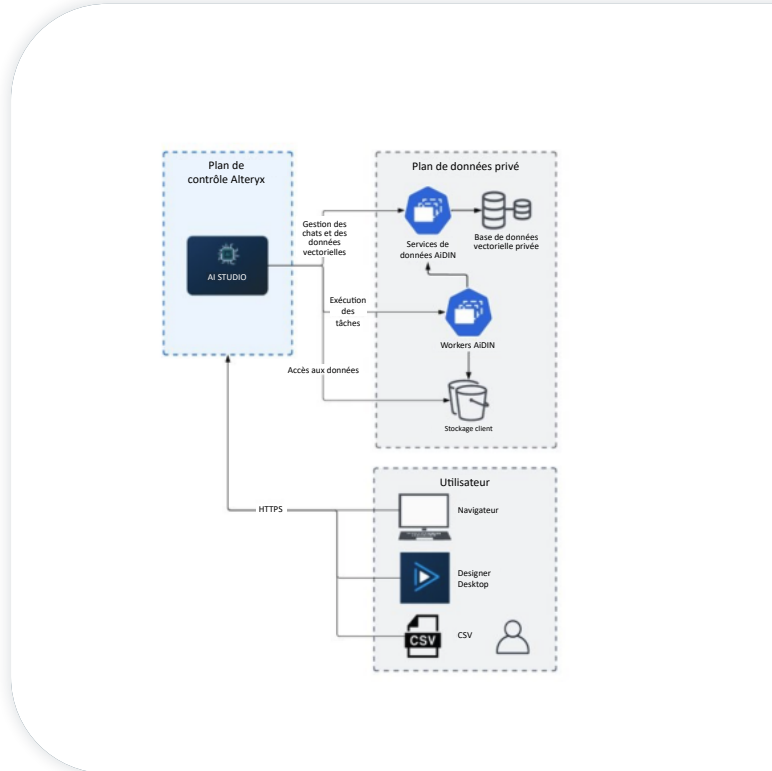 Plan de
contrôle Alteryx
AI STUDIO
Gestion des
chats et des
données
vectorielles
Exécution
des
tâches
Accès aux données
Plan de données privé
Services de
données AiDIN
Base de données
vectorielle privée
Workers AiDIN
Stockage client
HTTPS
Utilisateur
Navigateur
Designer
Desktop
CSV
CSV